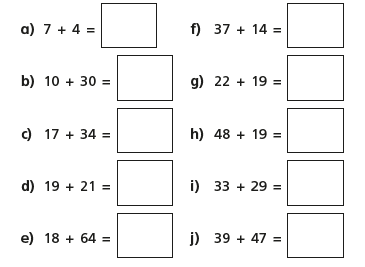 a) 7 + 4 =
b) 10 + 30 =
c) 17 + 34 =
d) 19 + 21 =
e) 18 + 64 =
f) 37 + 14 =
g) 22 + 19 =
h) 48 + 19 =
i) 33 + 29 =
j) 39 + 47 =